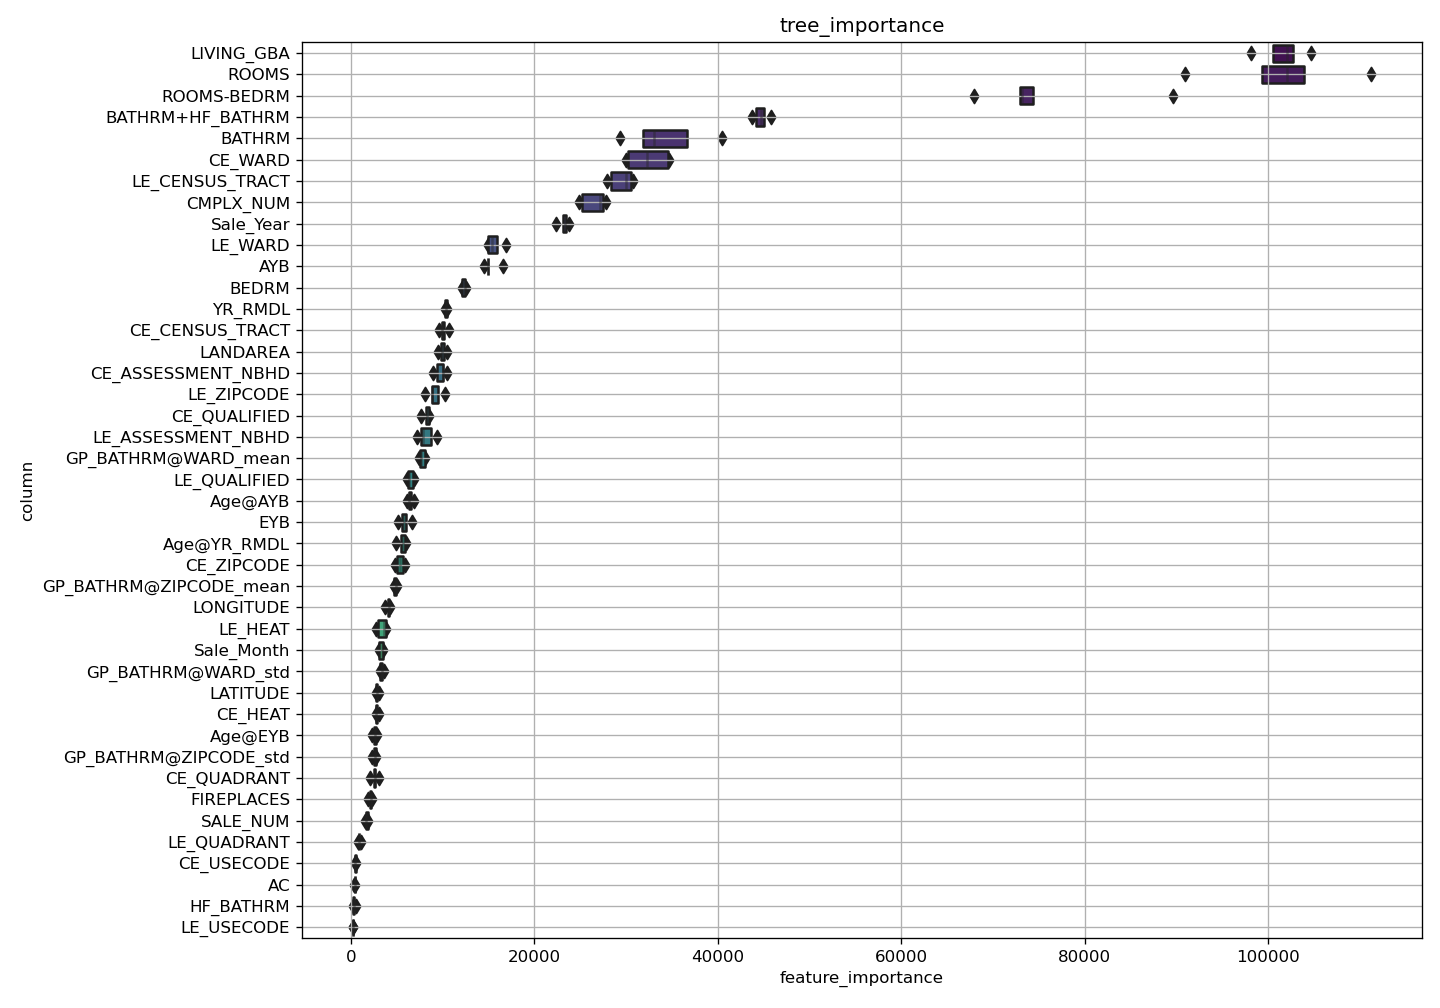 tree_importance
LIVING_GBA
ROOMS
ROOMS-BEDRM
BATHRM+HF_BATHRM
BATHRM
CE_WARD
LE_CENSUS_TRACT
CMPLX_NUM
Sale_Year
LE_WARD
AYB
BEDRM
YR_RMDL
CE_CENSUS_TRACT
LANDAREA
CE_ASSESSMENT_NBHD
LE_ZIPCODE
CE_QUALIFIED
LE_ASSESSMENT_NBHD
GP_BATHRM@WARD_mean
LE_QUALIFIED
Age@AYB
EYB
Age@YR_RMDL
CE_ZIPCODE
GP_BATHRM@ZIPCODE_mean
LONGITUDE
LE_HEAT
Sale_Month
GP_BATHRM@WARD_std
LATITUDE
CE_HEAT
Age@EYB
GP_BATHRM@ZIPCODE_std
CE_QUADRANT
FIREPLACES
SALE_NUM
LE_QUADRANT
CE_USECODE
AC
HF_BATHRM
LE_USECODE
column
0 20000 40000 60000 80000 100000
feature_importance